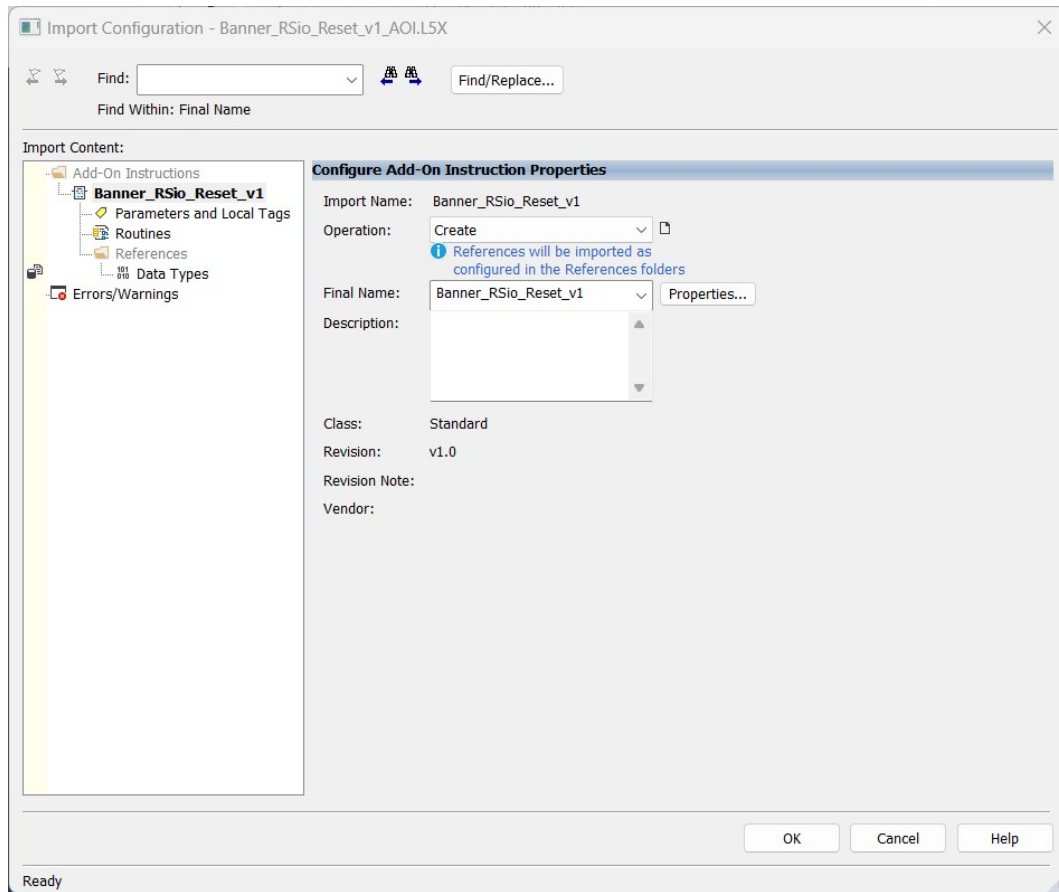 Import Configuration - Banner_RSio_Reset_v1_AOI.L5X
Find:
Find/Replace...
Find Within: Final Name
Import Content:
Add-On Instructions
Banner_RSio_Reset_v1
Parameters and Local Tags
Routines
References
Data Types
Errors/Warnings
Configure Add-On Instruction Properties
Import Name: Banner_RSio_Reset_v1
Operation: Create
References will be imported as
configured in the References folders
Final Name: Banner_RSio_Reset_v1 Properties...
Description:
Class: Standard
Revision: v1.0
Revision Note:
Vendor:
OK Cancel Help
Ready